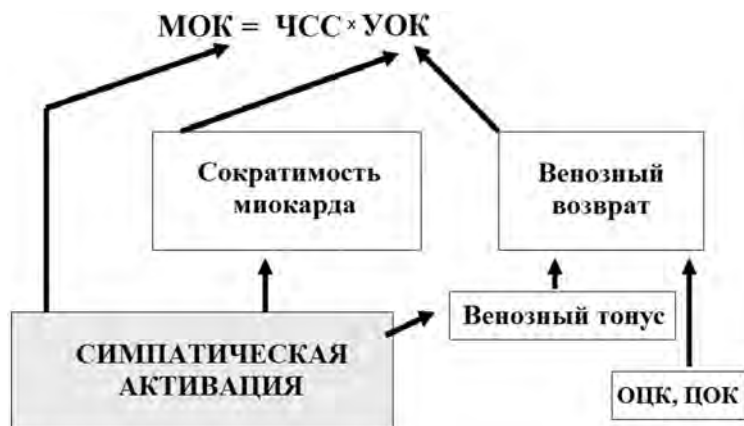 МОК = ЧСС × УОК
Сократимость
миокарда
Венозный
возврат
Венозный тонус
СИМПАТИЧЕСКАЯ
АКТИВАЦИЯ
ОЦК, ЦОК